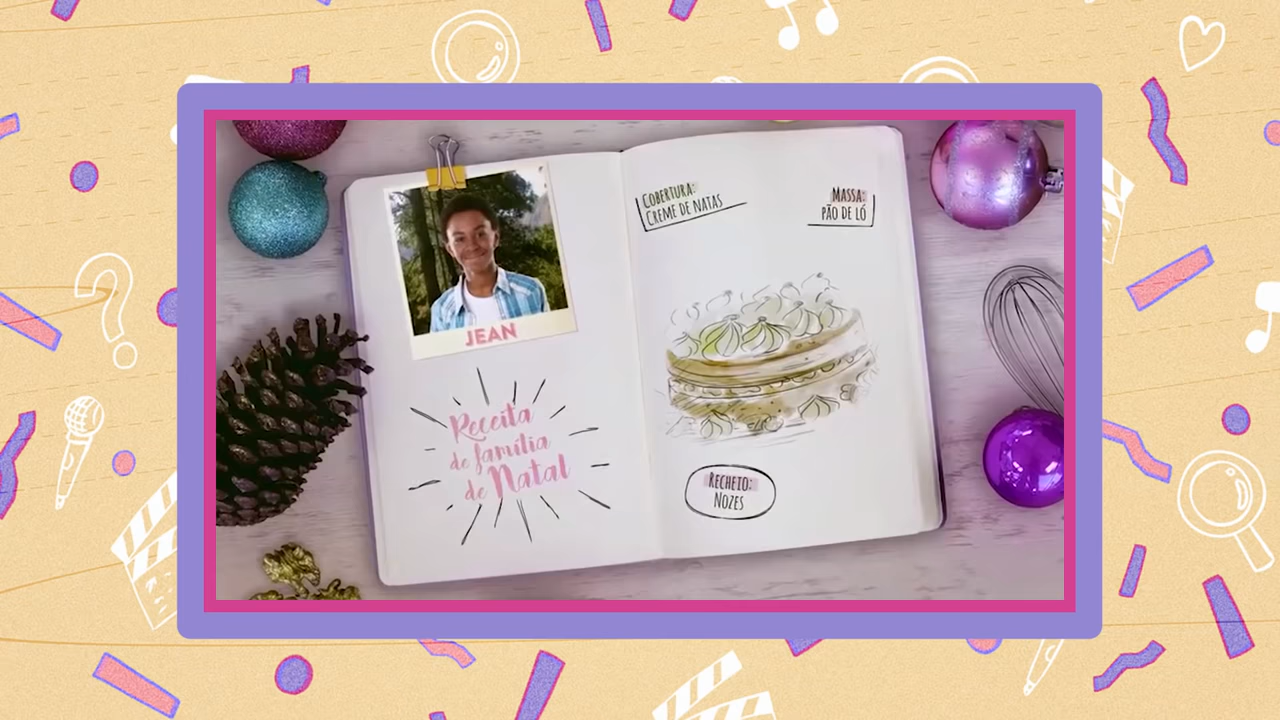 JEAN
Receita
de família
de Natal
COBERTURA:
CREME DE NATAS
MASSA:
PÃO DE LÓ
RECHEIO:
NOZES